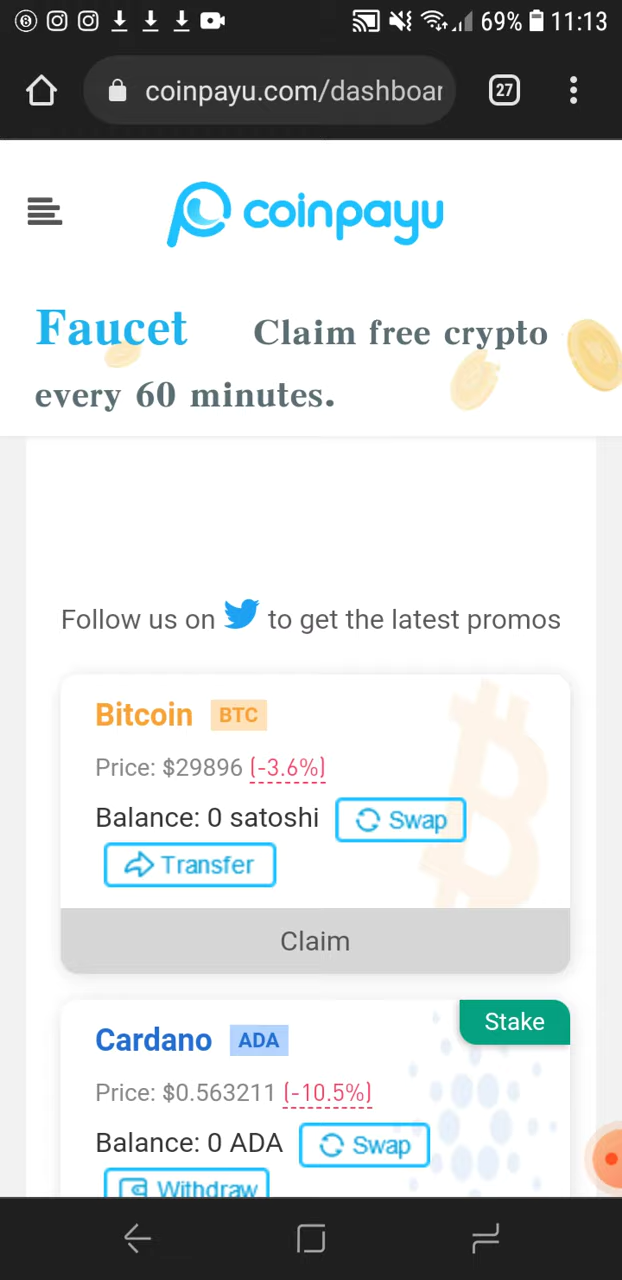 69% 11:13
coinpayu.com/dashboar
27
coinpayu
Faucet Claim free crypto
every 60 minutes.
Follow us on to get the latest promos
Bitcoin BTC
Price: $29896 (-3.6%)
Balance: 0 satoshi Swap
Transfer
Claim
Stake
Cardano ADA
Price: $0.563211 (-10.5%)
Balance: 0 ADA Swap
Withdraw